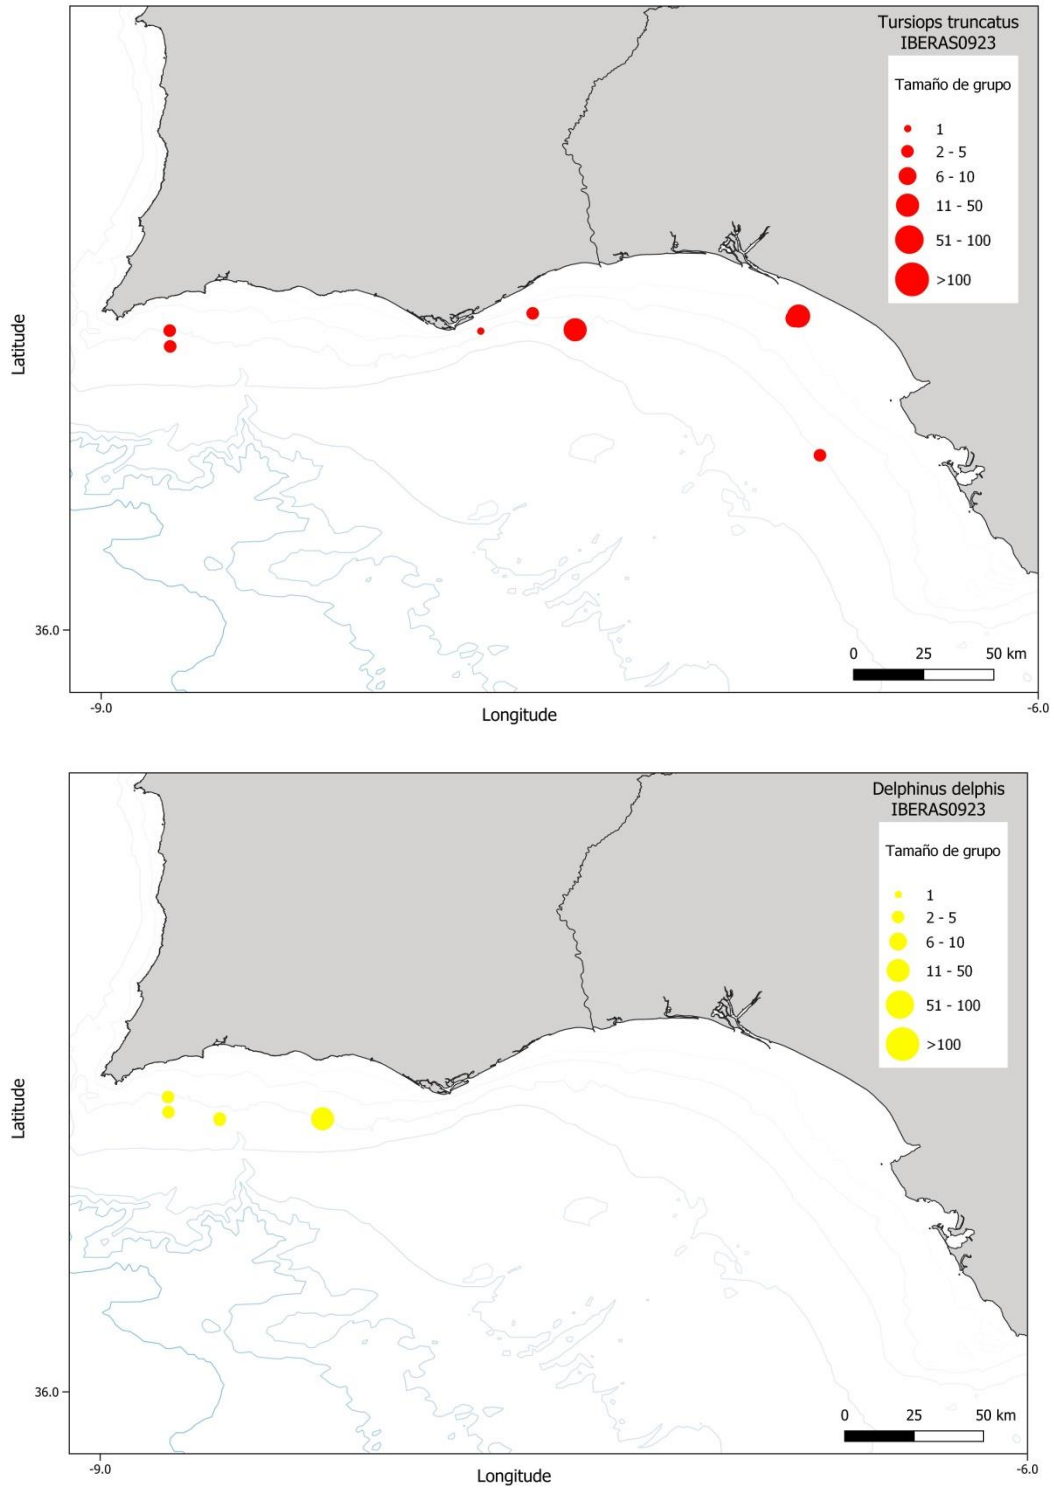 Tursiops truncatus
IBERAS0923
Tamaño de grupo
1
2 - 5
6 - 10
11 - 50
51 - 100
>100
Latitude
36.0
0 25 50 km
-9.0 -6.0
Longitude
Delphinus delphis
IBERAS0923
Tamaño de grupo
1
2 - 5
6 - 10
11 - 50
51 - 100
>100
Latitude
36.0
0 25 50 km
-9.0 -6.0
Longitude